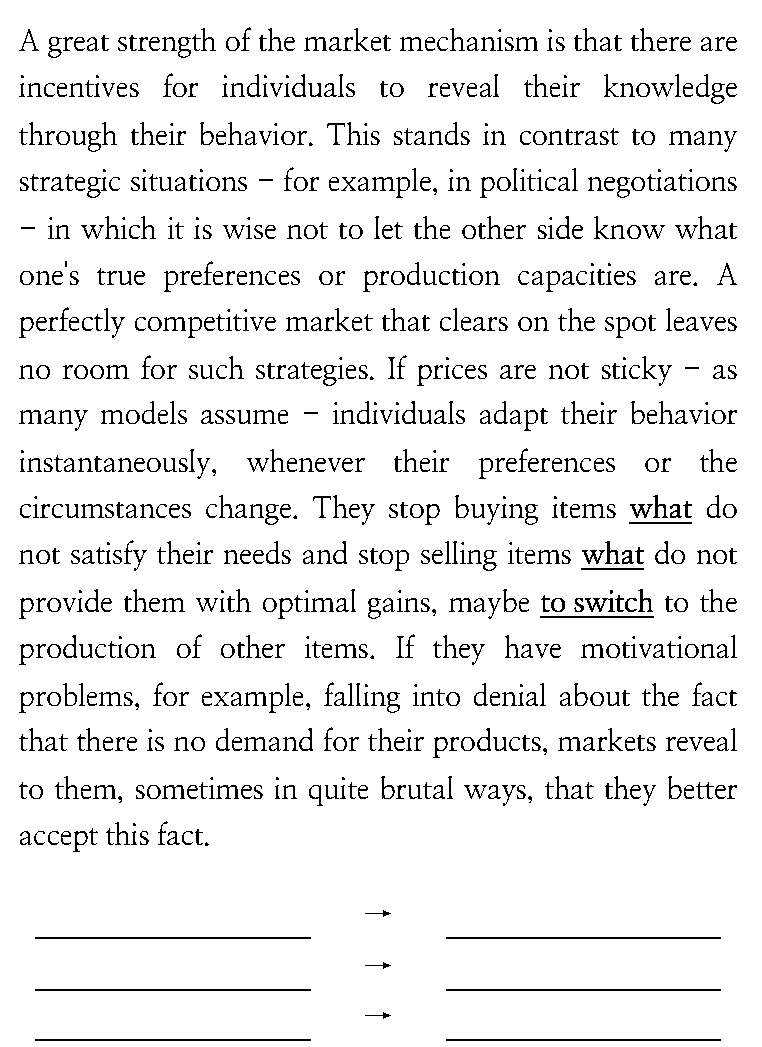 A great strength of the market mechanism is that there are
incentives for individuals to reveal their knowledge
through their behavior. This stands in contrast to many
strategic situations − for example, in political negotiations
− in which it is wise not to let the other side know what
one's true preferences or production capacities are. A
perfectly competitive market that clears on the spot leaves
no room for such strategies. If prices are not sticky − as
many models assume − individuals adapt their behavior
instantaneously, whenever their preferences or the
circumstances change. They stop buying items what do
not satisfy their needs and stop selling items what do not
provide them with optimal gains, maybe to switch to the
production of other items. If they have motivational
problems, for example, falling into denial about the fact
that there is no demand for their products, markets reveal
to them, sometimes in quite brutal ways, that they better
accept this fact.
→
→
→